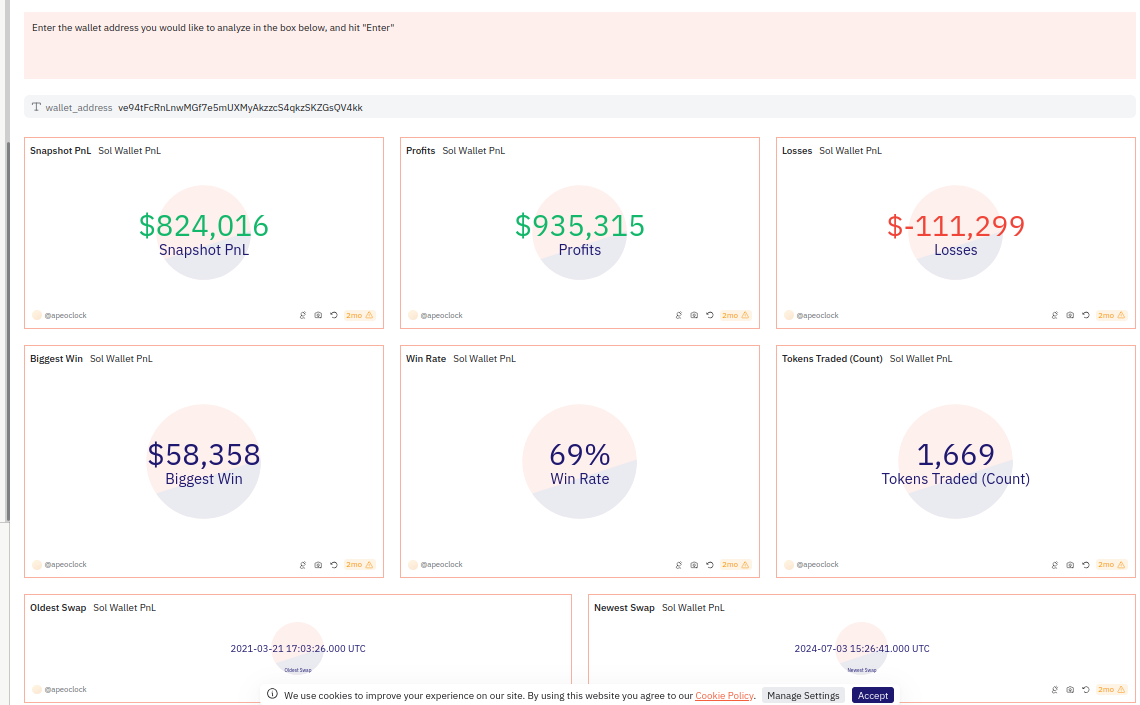 Enter the wallet address you would like to analyze in the box below, and hit "Enter"
wallet_address ve94tFcRnLnwMGf7e5mUXMyAkzzcS4qkzSKZGsQV4kk
Snapshot PnL Sol Wallet PnL
$824,016
Snapshot PnL
@apeoclock 2mo
Profits Sol Wallet PnL
$935,315
Profits
@apeoclock 2mo
Losses Sol Wallet PnL
$-111,299
Losses
@apeoclock 2mo
Biggest Win Sol Wallet PnL
$58,358
Biggest Win
@apeoclock 2mo
Win Rate Sol Wallet PnL
69%
Win Rate
@apeoclock 2mo
Tokens Traded (Count) Sol Wallet PnL
1,669
Tokens Traded (Count)
@apeoclock 2mo
Oldest Swap Sol Wallet PnL
2021-03-21 17:03:26.000 UTC
Oldest Swap
@apeoclock
Newest Swap Sol Wallet PnL
2024-07-03 15:26:41.000 UTC
Newest Swap
2mo
We use cookies to improve your experience on our site. By using this website you agree to our Cookie Policy. Manage Settings Accept